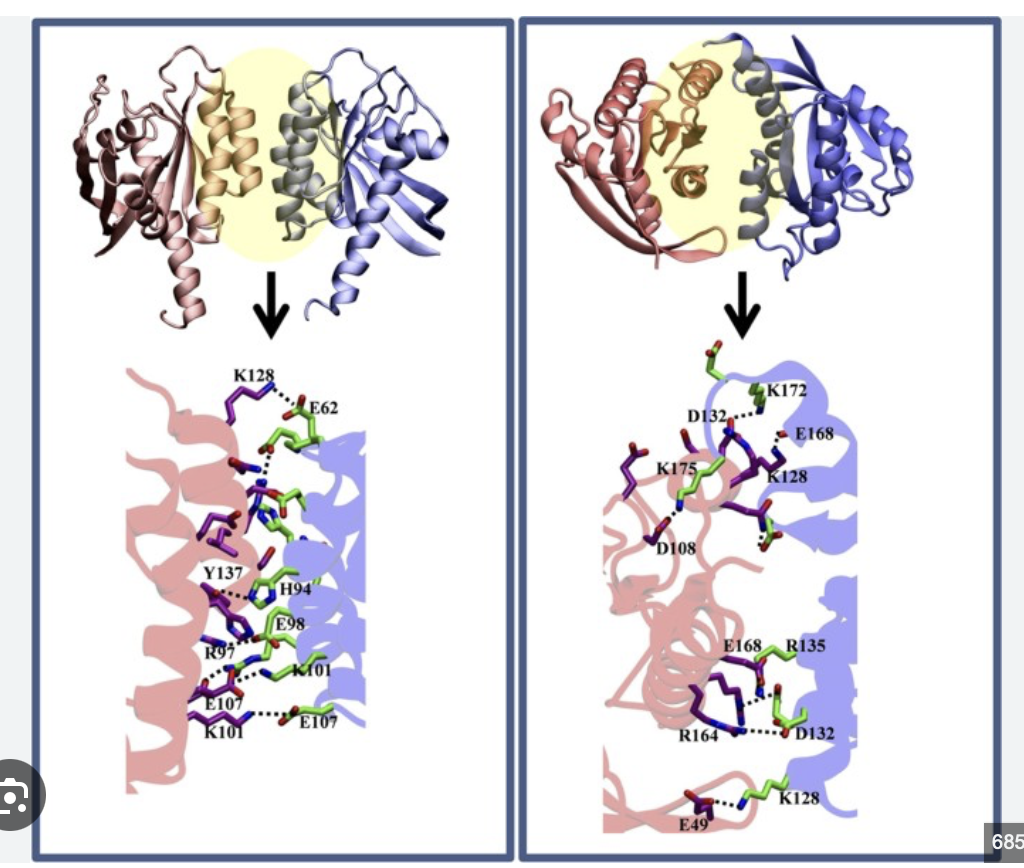 K128
E62
Y137
H94
E98
R97
K101
E107
E107
K101
K172
D132
E168
K175
K128
D108
E168
R135
R164
D132
K128
E49
685